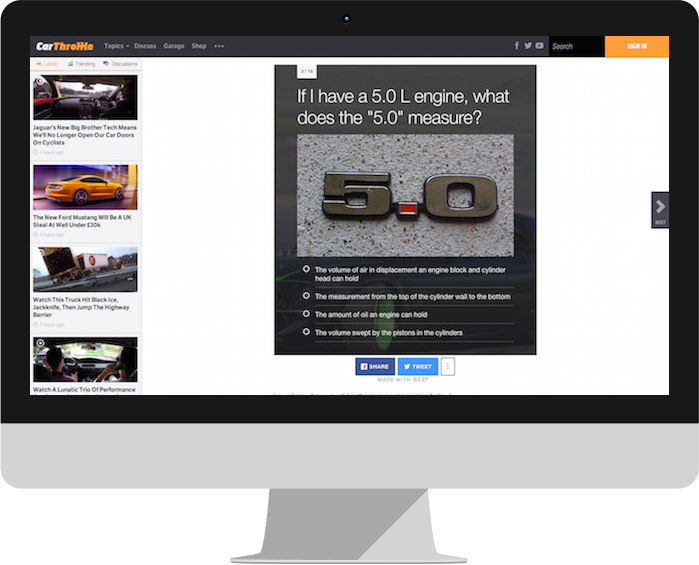 CarThrottle
Topics
Discuss
Garage
Shop
Search
SIGN IN
Latest
Trending
Discussions
Jaguar's New Big Brother Tech Means
We'll No Longer Open Our Car Doors
On Cyclists
The New Ford Mustang Will Be A UK
Steal At Well Under £30k
4 hours ago
Watch This Truck Hit Black Ice,
Jackknife, Then Jump The Highway
Barrier
Watch A Lunatic Trio Of Performance
3 / 18
If I have a 5.0 L engine, what
does the "5.0" measure?
5.0
The volume of air in displacement an engine block and cylinder
head can hold
The measurement from the top of the cylinder wall to the bottom
The amount of oil an engine can hold
The volume swept by the pistons in the cylinders
SHARE
TWEET
MADE WITH
NEXT